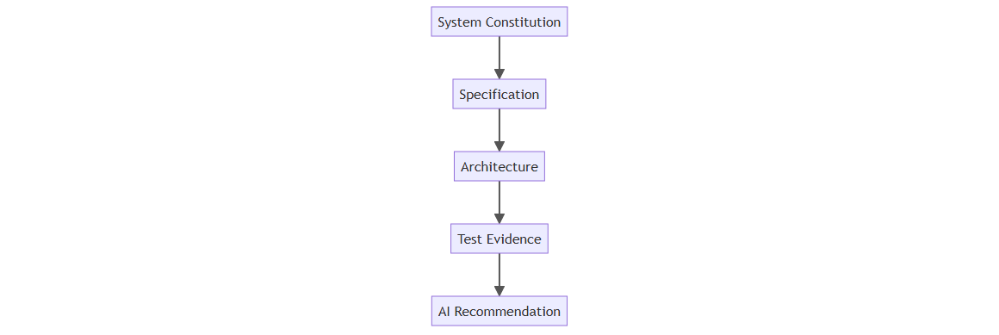 System Constitution
Specification
Architecture
Test Evidence
AI Recommendation